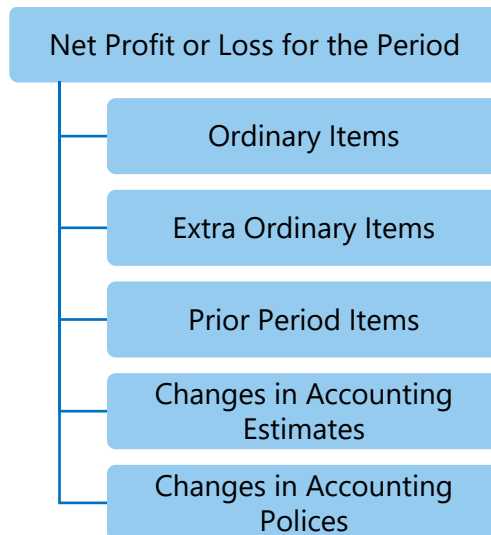 Net Profit or Loss for the Period
Ordinary Items
Extra Ordinary Items
Prior Period Items
Changes in Accounting
Estimates
Changes in Accounting
Polices